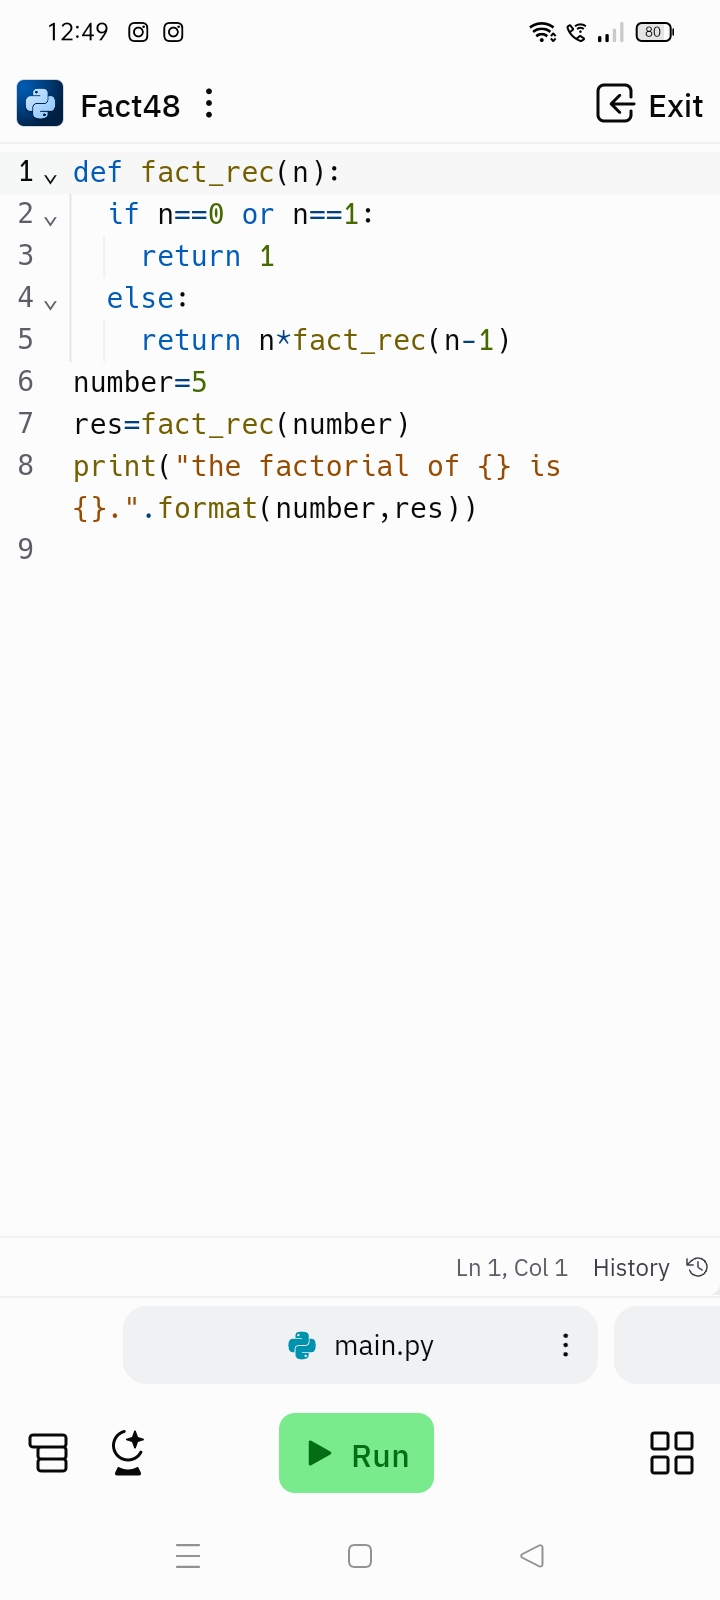 12:49 80
Fact48 Exit
1 def fact_rec(n):
2   if n==0 or n==1:
3     return 1
4   else:
5     return n*fact_rec(n-1)
6 number=5
7 res=fact_rec(number)
8 print("the factorial of {} is
{}.".format(number,res))
9
Ln 1, Col 1 History
main.py
Run